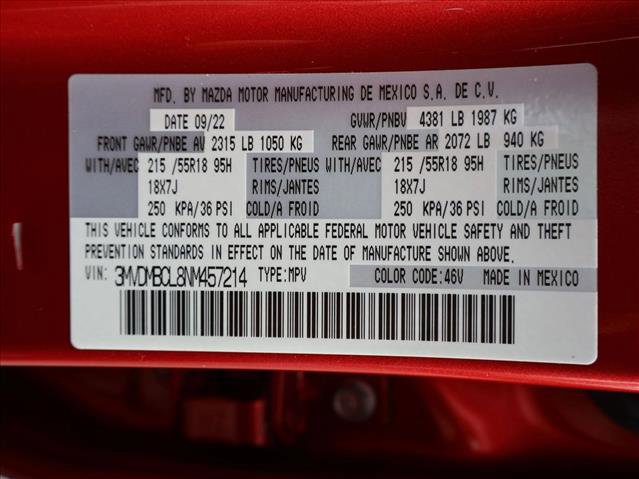 MFD. BY MAZDA MOTOR MANUFACTURING DE MEXICO S.A. DE C.V.
DATE 09/22 GVWR/PNBV 4381 LB 1987 KG
FRONT GAWR/PNBE AV 2315 LB 1050 KG REAR GAWR/PNBE AR 2072 LB 940 KG
WITH/AVEC 215 /55R18 95H TIRES/PNEUS WITH/AVEC 215 /55R18 95H TIRES/PNEUS
18X7J RIMS/JANTES 18X7J RIMS/JANTES
250 KPA/36 PSI COLD/A FROID 250 KPA/36 PSI COLD/A FROID
THIS VEHICLE CONFORMS TO ALL APPLICABLE FEDERAL MOTOR VEHICLE SAFETY AND THEFT
PREVENTION STANDARDS IN EFFECT ON THE DATE OF MANUFACTURE SHOWN ABOVE.
VIN: 3MVDMBCL8NM457214 TYPE:MPV COLOR CODE:46V MADE IN MEXICO